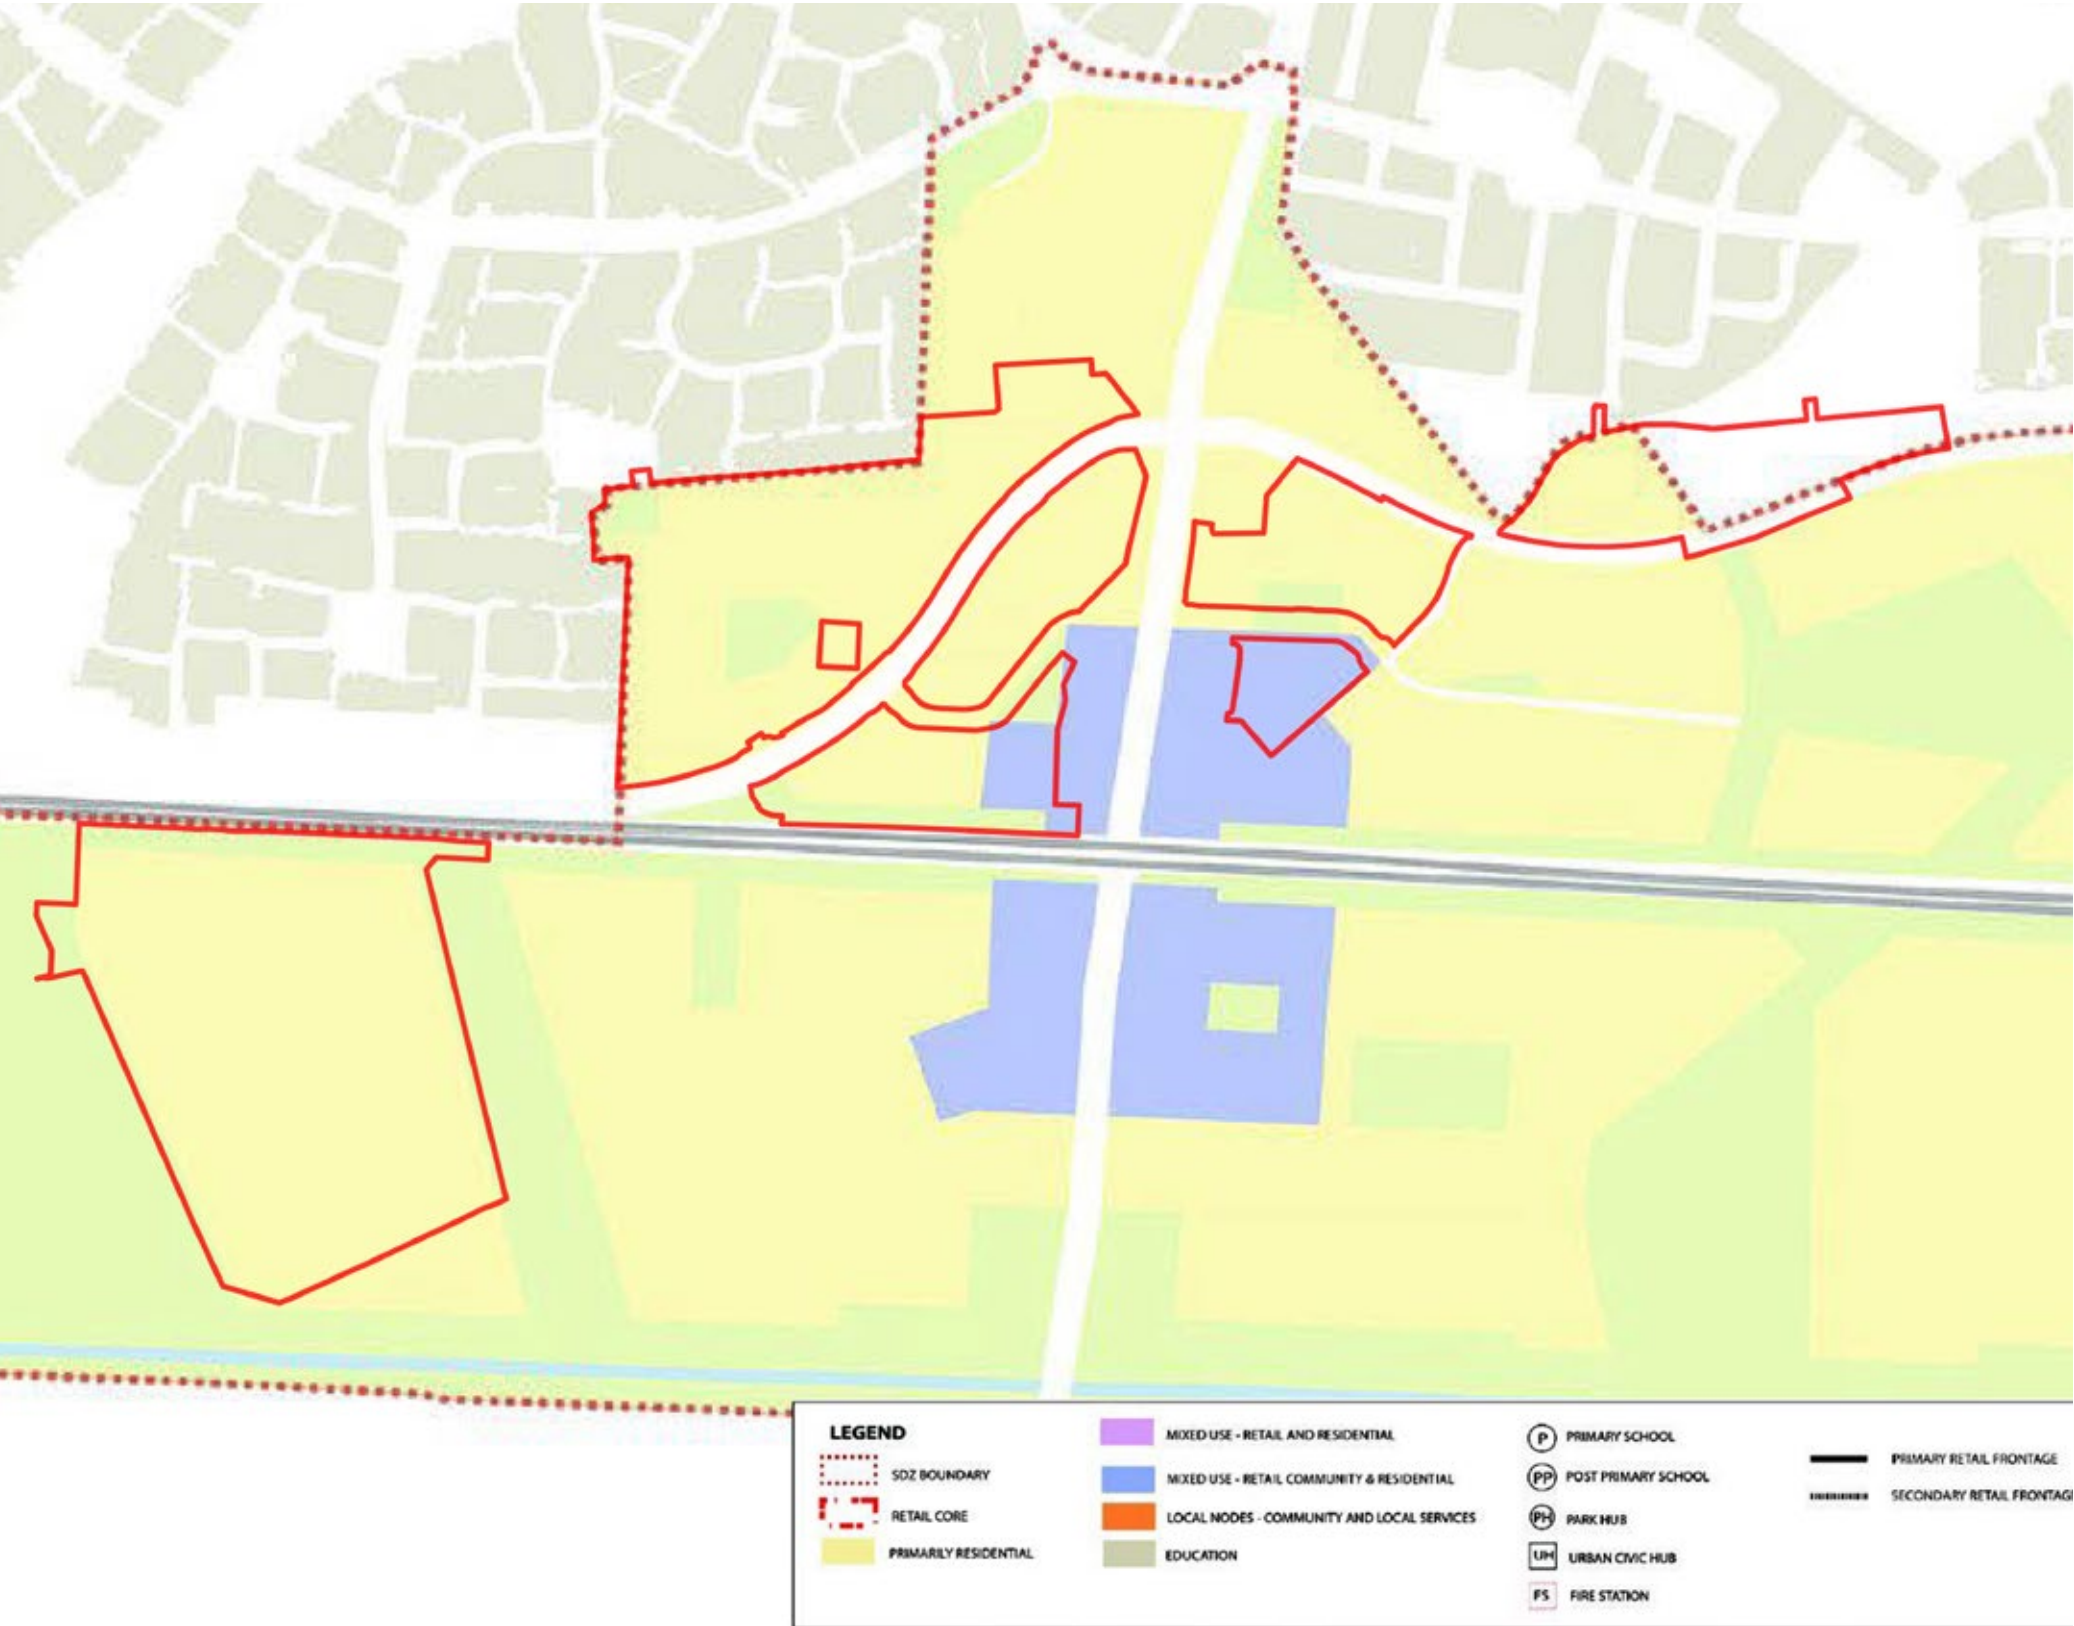 LEGEND
SDZ BOUNDARY
RETAIL CORE
PRIMARILY RESIDENTIAL
MIXED USE - RETAIL AND RESIDENTIAL
MIXED USE - RETAIL COMMUNITY & RESIDENTIAL
LOCAL NODES - COMMUNITY AND LOCAL SERVICES
EDUCATION
P PRIMARY SCHOOL
PP POST PRIMARY SCHOOL
PH PARK HUB
UH URBAN CIVIC HUB
FS FIRE STATION
PRIMARY RETAIL FRONTAGE
SECONDARY RETAIL FRONTAGE